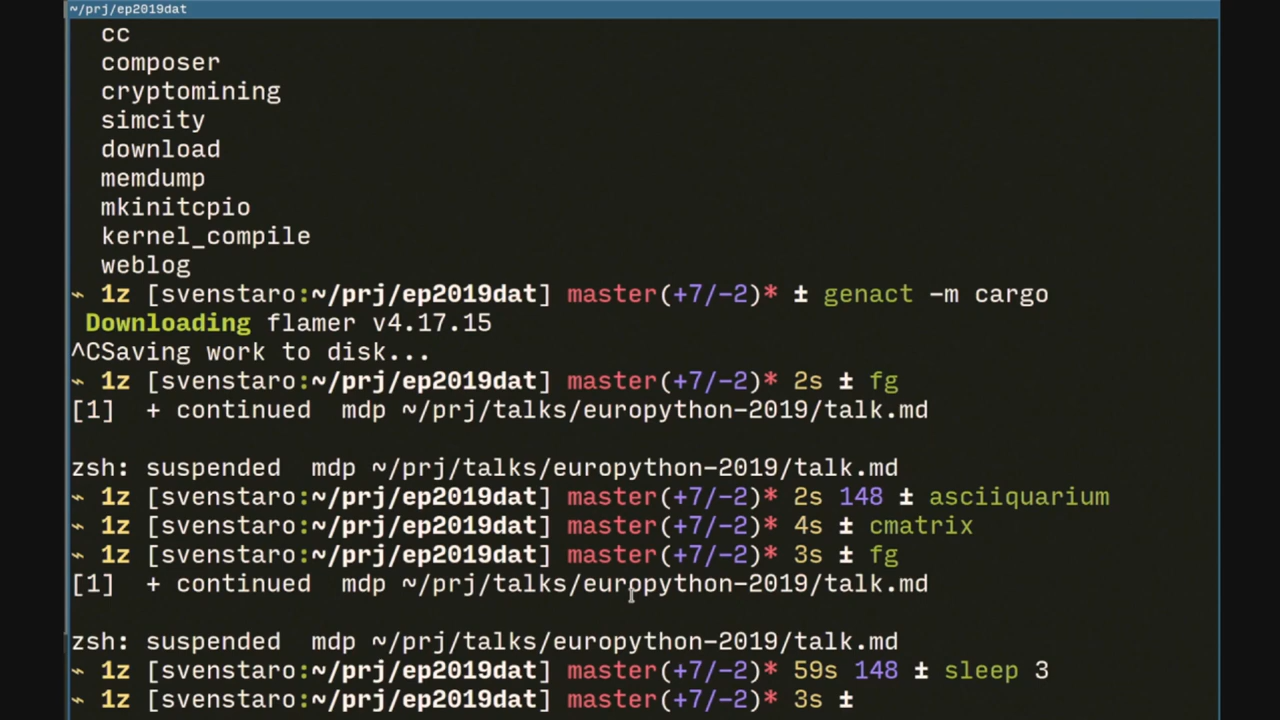 ~/prj/ep2019dat
cc
composer
cryptomining
simcity
download
memdump
mkinitcpio
kernel_compile
weblog
~ 1z [svenstaro:~/prj/ep2019dat] master(+7/-2)* ± genact -m cargo
Downloading flamer v4.17.15
^CSaving work to disk...
~ 1z [svenstaro:~/prj/ep2019dat] master(+7/-2)* 2s ± fg
[1]  + continued  mdp ~/prj/talks/europython-2019/talk.md
zsh: suspended  mdp ~/prj/talks/europython-2019/talk.md
~ 1z [svenstaro:~/prj/ep2019dat] master(+7/-2)* 2s 148 ± asciiquarium
~ 1z [svenstaro:~/prj/ep2019dat] master(+7/-2)* 4s ± cmatrix
~ 1z [svenstaro:~/prj/ep2019dat] master(+7/-2)* 3s ± fg
[1]  + continued  mdp ~/prj/talks/europython-2019/talk.md
zsh: suspended  mdp ~/prj/talks/europython-2019/talk.md
~ 1z [svenstaro:~/prj/ep2019dat] master(+7/-2)* 59s 148 ± sleep 3
~ 1z [svenstaro:~/prj/ep2019dat] master(+7/-2)* 3s ±